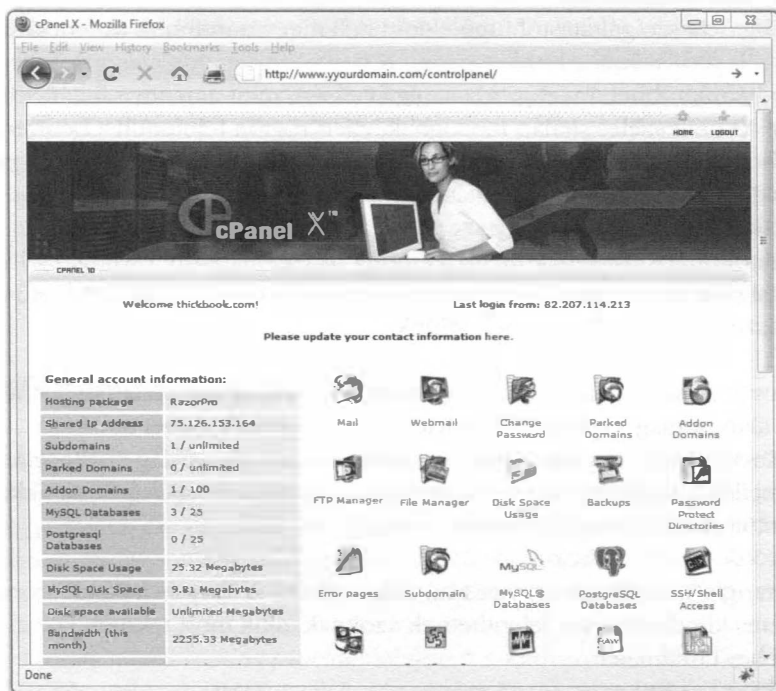 cPanel X - Mozilla Firefox
File Edit View History Bookmarks Tools Help
http://www.yyourdomain.com/controlpanel/
HOME LOGOUT
cPanel X™
CPANEL 10
Welcome thickbook.com!
Last login from: 82.207.114.213
Please update your contact information here.
General account information:
Hosting package RazorPro
Shared Ip Address 75.126.153.164
Subdomains 1 / unlimited
Parked Domains 0 / unlimited
Addon Domains 1 / 100
MySQL Databases 3 / 25
Postgresql Databases 0 / 25
Disk Space Usage 25.32 Megabytes
MySQL Disk Space 9.81 Megabytes
Disk space available Unlimited Megabytes
Bandwidth (this month) 2255.33 Megabytes
Mail
Webmail
Change Password
Parked Domains
Addon Domains
FTP Manager
File Manager
Disk Space Usage
Backups
Password Protect Directories
Error pages
Subdomain
MySQL
MySQL® Databases
PostgreSQL Databases
SSH/Shell Access
RAW
Done